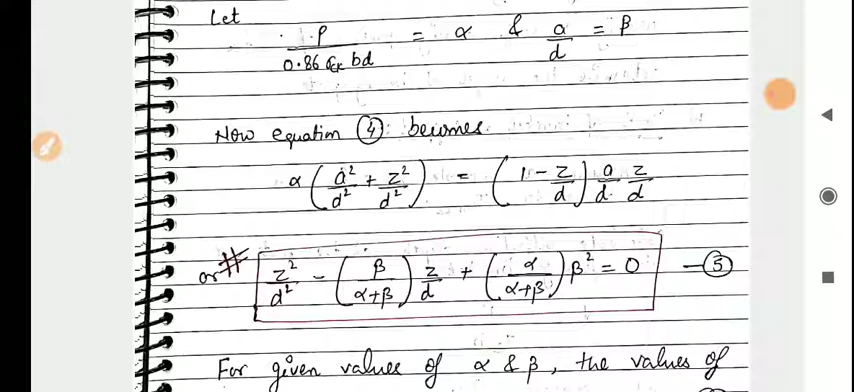 Let
P / 0.86 σck bd = α & a/d = β
Now equation ④ becomes
α (a²/d² + z²/d²) = (1 − z/d) a/d · z/d
or # z²/d² − (β/(α+β)) z/d + (α/(α+β)) β² = 0 — ⑤
For given values of α & β, the values of